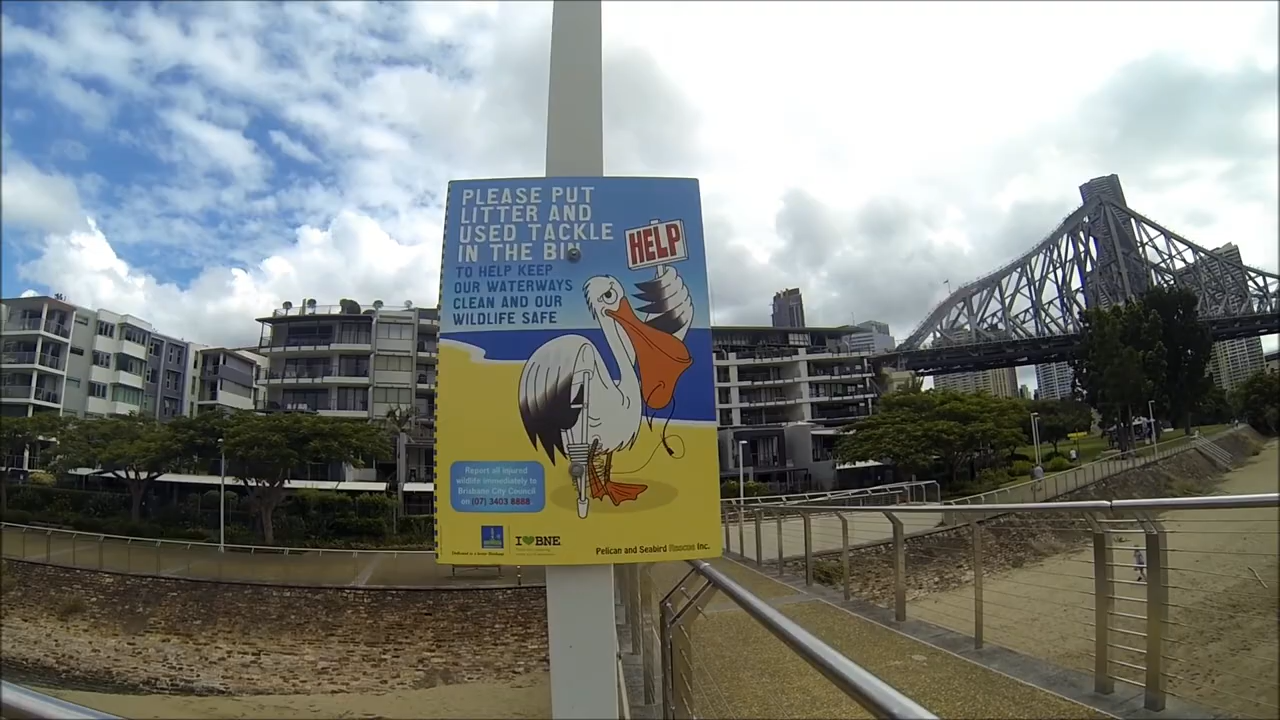 PLEASE PUT
LITTER AND
USED TACKLE
IN THE BIN
TO HELP KEEP
OUR WATERWAYS
CLEAN AND OUR
WILDLIFE SAFE
HELP
Report all injured
wildlife immediately to
Brisbane City Council
on (07) 3403 8888
I BNE
Pelican and Seabird Rescue Inc.